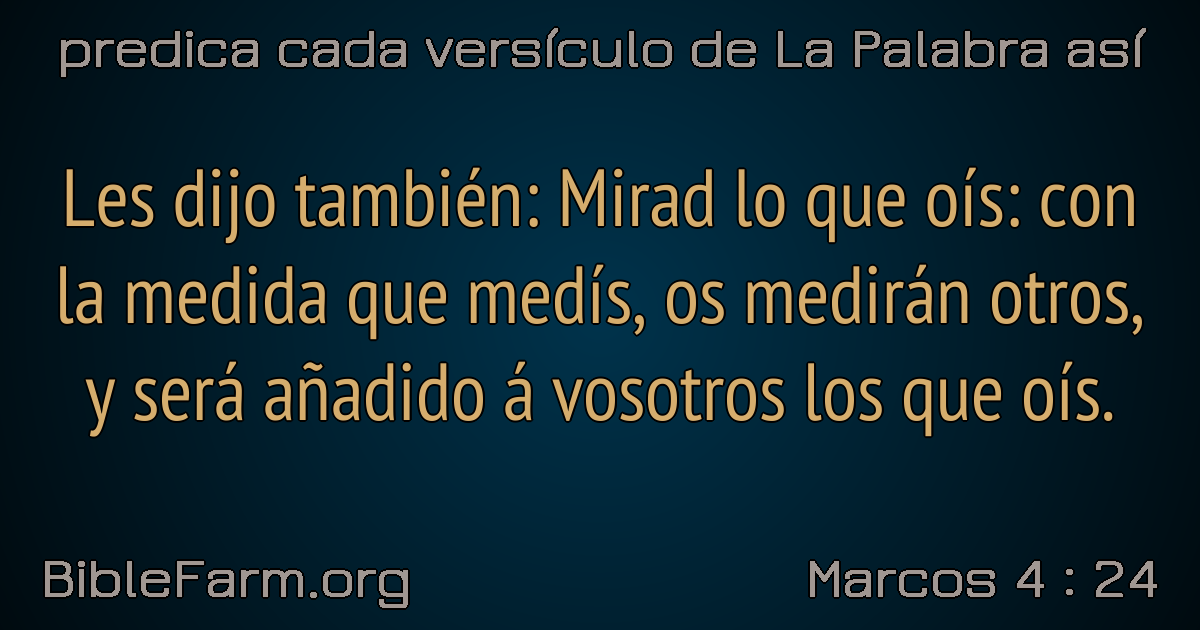 predica cada versículo de La Palabra así
Les dijo también: Mirad lo que oís: con
la medida que medís, os medirán otros,
y será añadido á vosotros los que oís.
BibleFarm.org
Marcos 4 : 24